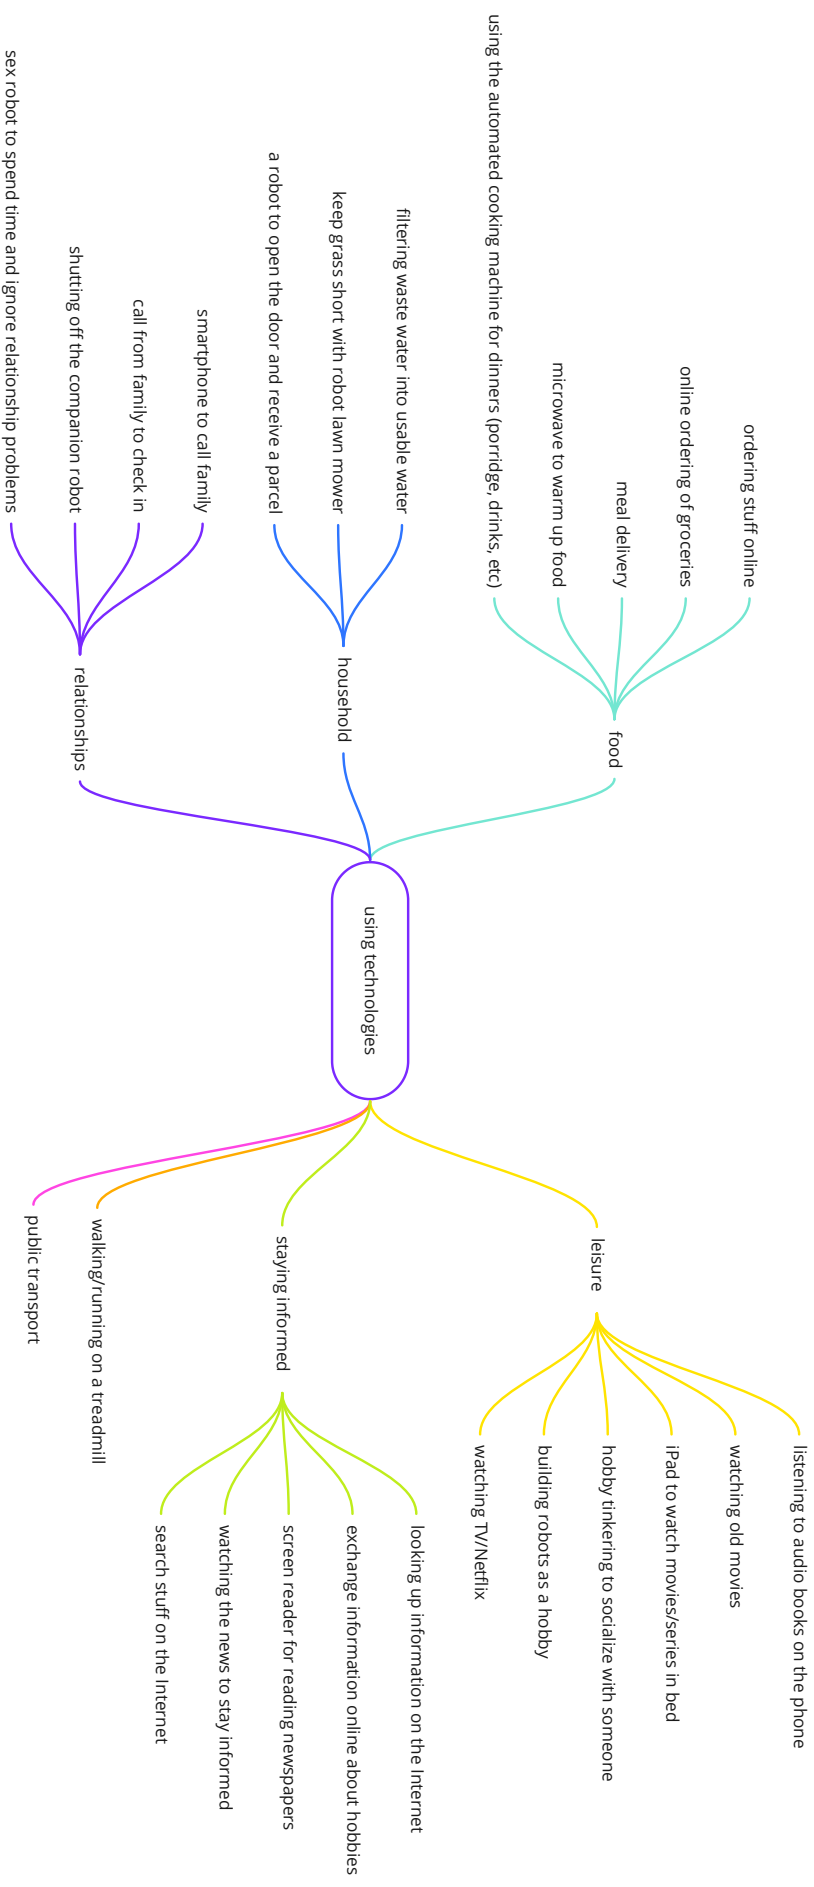 using technologies
food
ordering stuff online
online ordering of groceries
meal delivery
microwave to warm up food
using the automated cooking machine for dinners (porridge, drinks, etc)
household
filtering waste water into usable water
keep grass short with robot lawn mower
a robot to open the door and receive a parcel
relationships
smartphone to call family
call from family to check in
shutting off the companion robot
sex robot to spend time and ignore relationship problems
leisure
listening to audio books on the phone
watching old movies
iPad to watch movies/series in bed
hobby tinkering to socialize with someone
building robots as a hobby
watching TV/Netflix
staying informed
looking up information on the Internet
exchange information online about hobbies
screen reader for reading newspapers
watching the news to stay informed
search stuff on the Internet
walking/running on a treadmill
public transport